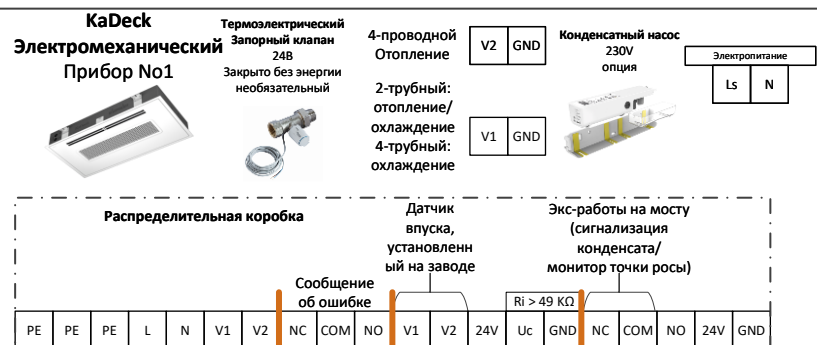 KaDeck
Электромеханический
Прибор No1
Термоэлектрический
Запорный клапан
24В
Закрыто без энергии
необязательный
4-проводной
Отопление
V2 GND
2-трубный:
отопление/
охлаждение
4-трубный:
охлаждение
V1 GND
Конденсатный насос
230V
опция
Электропитание
Ls N
Распределительная коробка
Сообщение
об ошибке
Датчик
впуска,
установленн
ый на заводе
Экс-работы на мосту
(сигнализация
конденсата/
монитор точки росы)
Ri > 49 KΩ
PE PE PE L N V1 V2 NC COM NO V1 V2 24V Uc GND NC COM NO 24V GND